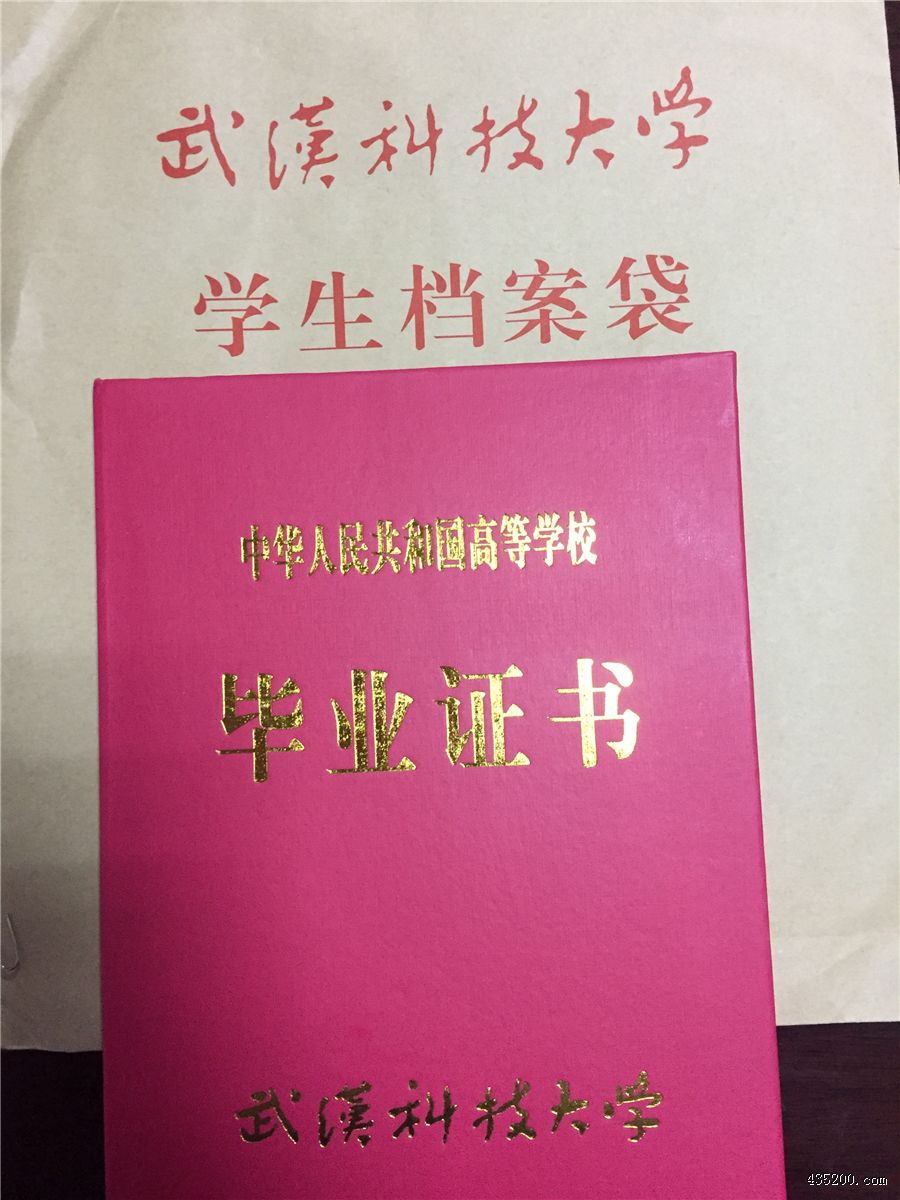 武漢科技大学
学生档案袋
中华人民共和国高等学校
毕业证书
武漢科技大学
435200.com